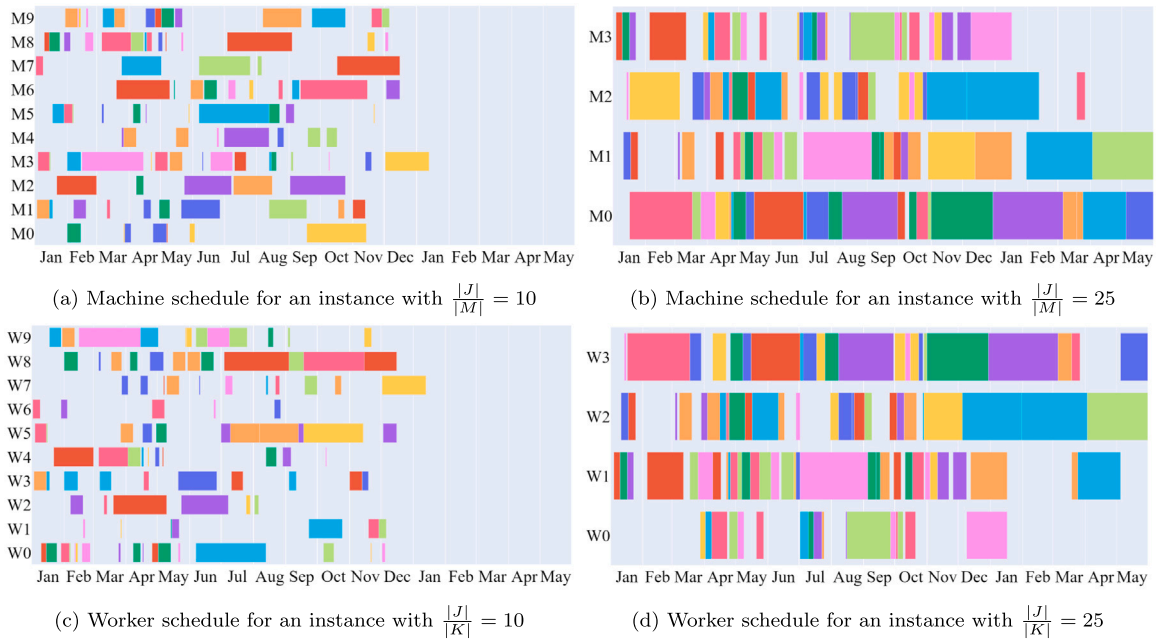 M9
M8
M7
M6
M5
M4
M3
M2
M1
M0
Jan Feb Mar Apr May Jun Jul Aug Sep Oct Nov Dec Jan Feb Mar Apr May
(a) Machine schedule for an instance with |J|/|M| = 10
M3
M2
M1
M0
Jan Feb Mar Apr May Jun Jul Aug Sep Oct Nov Dec Jan Feb Mar Apr May
(b) Machine schedule for an instance with |J|/|M| = 25
W9
W8
W7
W6
W5
W4
W3
W2
W1
W0
Jan Feb Mar Apr May Jun Jul Aug Sep Oct Nov Dec Jan Feb Mar Apr May
(c) Worker schedule for an instance with |J|/|K| = 10
W3
W2
W1
W0
Jan Feb Mar Apr May Jun Jul Aug Sep Oct Nov Dec Jan Feb Mar Apr May
(d) Worker schedule for an instance with |J|/|K| = 25